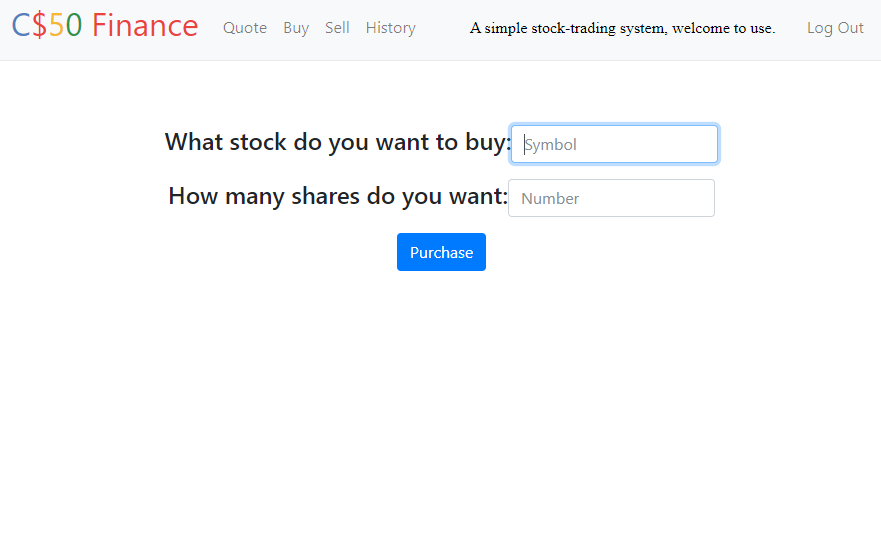 C$50 Finance Quote Buy Sell History A simple stock-trading system, welcome to use. Log Out
What stock do you want to buy: Symbol
How many shares do you want: Number
Purchase